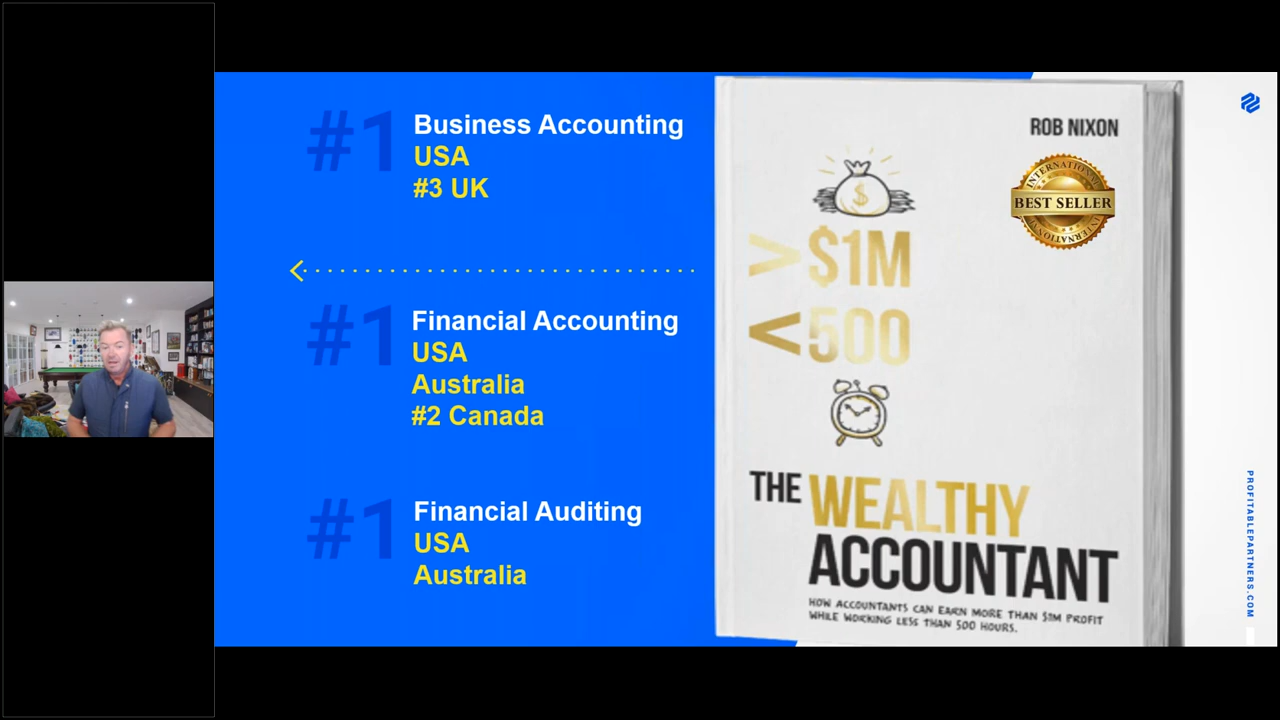 #1
Business Accounting
USA
#3 UK
#1
Financial Accounting
USA
Australia
#2 Canada
#1
Financial Auditing
USA
Australia
ROB NIXON
INTERNATIONAL
BEST SELLER
INTERNATIONAL
$
> $1M
< 500
THE WEALTHY
ACCOUNTANT
HOW ACCOUNTANTS CAN EARN MORE THAN $1M PROFIT
WHILE WORKING LESS THAN 500 HOURS.
PROFITABLEPARTNERS.COM